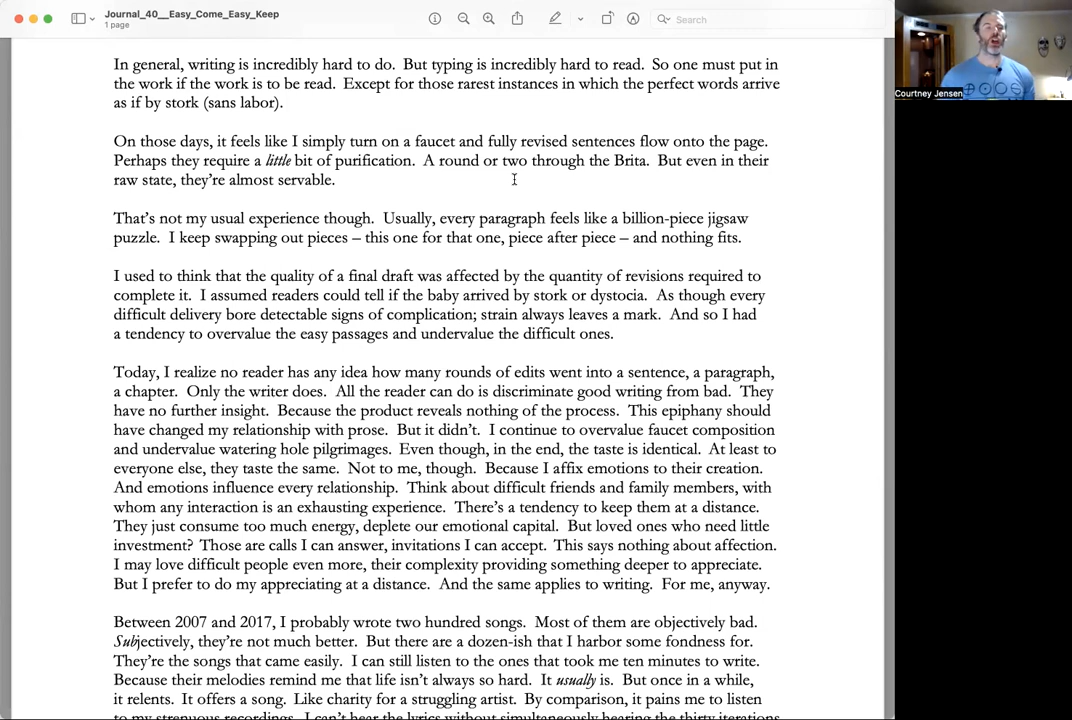 Journal_40__Easy_Come_Easy_Keep
1 page
Search
In general, writing is incredibly hard to do. But typing is incredibly hard to read. So one must put in
the work if the work is to be read. Except for those rarest instances in which the perfect words arrive
as if by stork (sans labor).
On those days, it feels like I simply turn on a faucet and fully revised sentences flow onto the page.
Perhaps they require a little bit of purification. A round or two through the Brita. But even in their
raw state, they’re almost servable.
That’s not my usual experience though. Usually, every paragraph feels like a billion-piece jigsaw
puzzle. I keep swapping out pieces – this one for that one, piece after piece – and nothing fits.
I used to think that the quality of a final draft was affected by the quantity of revisions required to
complete it. I assumed readers could tell if the baby arrived by stork or dystocia. As though every
difficult delivery bore detectable signs of complication; strain always leaves a mark. And so I had
a tendency to overvalue the easy passages and undervalue the difficult ones.
Today, I realize no reader has any idea how many rounds of edits went into a sentence, a paragraph,
a chapter. Only the writer does. All the reader can do is discriminate good writing from bad. They
have no further insight. Because the product reveals nothing of the process. This epiphany should
have changed my relationship with prose. But it didn’t. I continue to overvalue faucet composition
and undervalue watering hole pilgrimages. Even though, in the end, the taste is identical. At least to
everyone else, they taste the same. Not to me, though. Because I affix emotions to their creation.
And emotions influence every relationship. Think about difficult friends and family members, with
whom any interaction is an exhausting experience. There’s a tendency to keep them at a distance.
They just consume too much energy, deplete our emotional capital. But loved ones who need little
investment? Those are calls I can answer, invitations I can accept. This says nothing about affection.
I may love difficult people even more, their complexity providing something deeper to appreciate.
But I prefer to do my appreciating at a distance. And the same applies to writing. For me, anyway.
Between 2007 and 2017, I probably wrote two hundred songs. Most of them are objectively bad.
Subjectively, they’re not much better. But there are a dozen-ish that I harbor some fondness for.
They’re the songs that came easily. I can still listen to the ones that took me ten minutes to write.
Because their melodies remind me that life isn’t always so hard. It usually is. But once in a while,
it relents. It offers a song. Like charity for a struggling artist. By comparison, it pains me to listen
to my strenuous recordings. I can’t hear the lyrics without simultaneously hearing the thirty iterations
Courtney Jensen